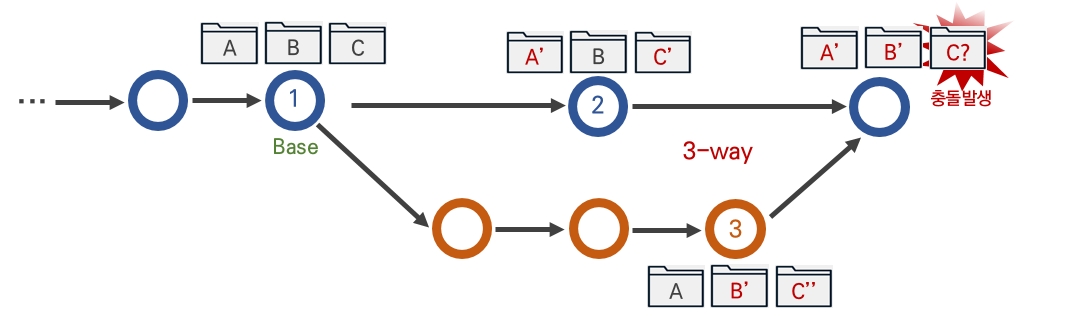 ...
A B C
A' B C'
A' B' C?
충돌발생
1
2
Base
3-way
3
A B' C''